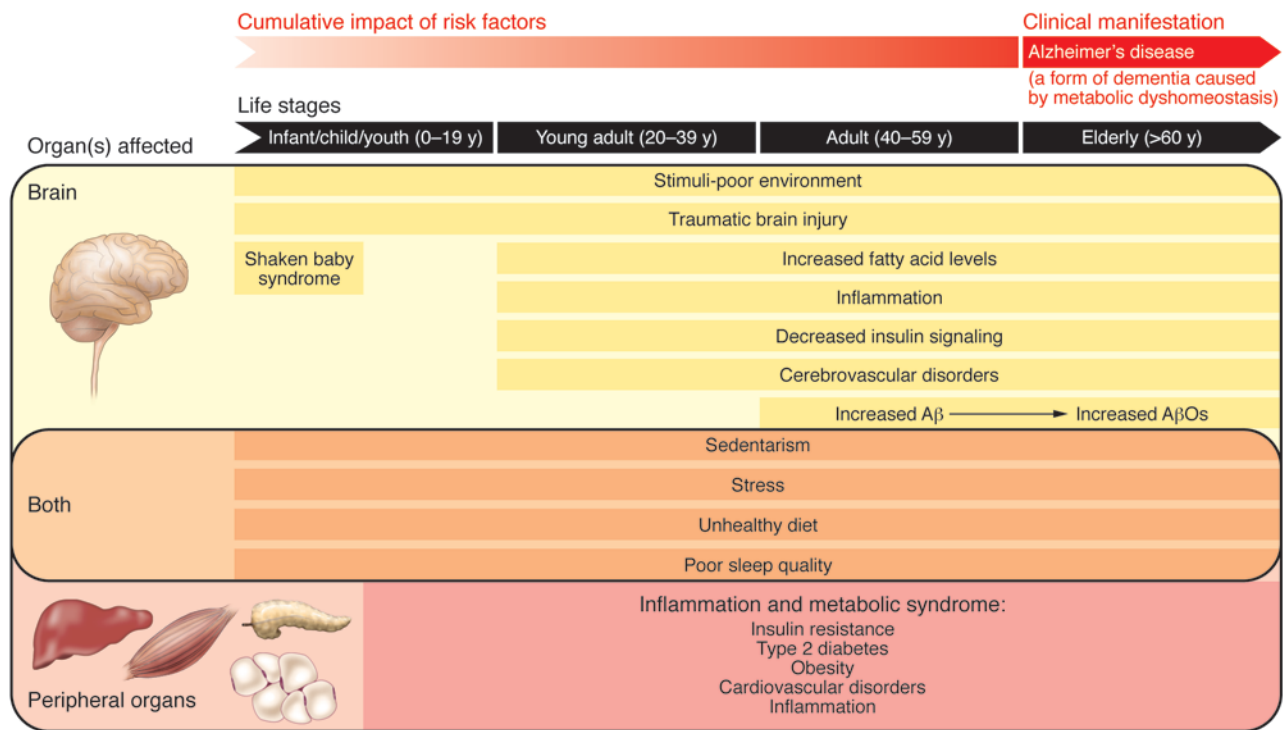 Cumulative impact of risk factors
Clinical manifestation
Alzheimer's disease
(a form of dementia caused
by metabolic dyshomeostasis)
Life stages
Organ(s) affected
Infant/child/youth (0–19 y)
Young adult (20–39 y)
Adult (40–59 y)
Elderly (>60 y)
Brain
Stimuli-poor environment
Traumatic brain injury
Shaken baby
syndrome
Increased fatty acid levels
Inflammation
Decreased insulin signaling
Cerebrovascular disorders
Increased Aβ
Increased AβOs
Both
Sedentarism
Stress
Unhealthy diet
Poor sleep quality
Peripheral organs
Inflammation and metabolic syndrome:
Insulin resistance
Type 2 diabetes
Obesity
Cardiovascular disorders
Inflammation